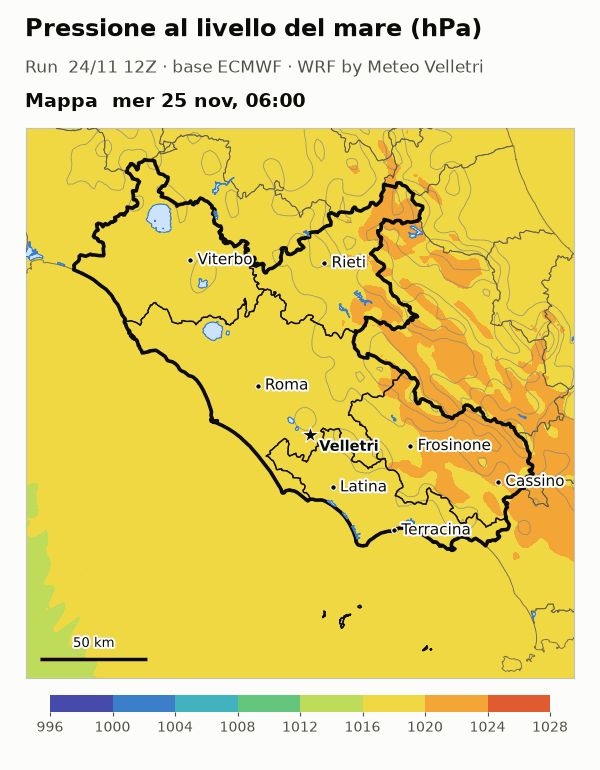 Pressione al livello del mare (hPa)
Run 24/11 12Z · base ECMWF · WRF by Meteo Velletri
Mappa mer 25 nov, 06:00
Viterbo
Rieti
Roma
Velletri
Frosinone
Latina
Cassino
Terracina
50 km
996 1000 1004 1008 1012 1016 1020 1024 1028